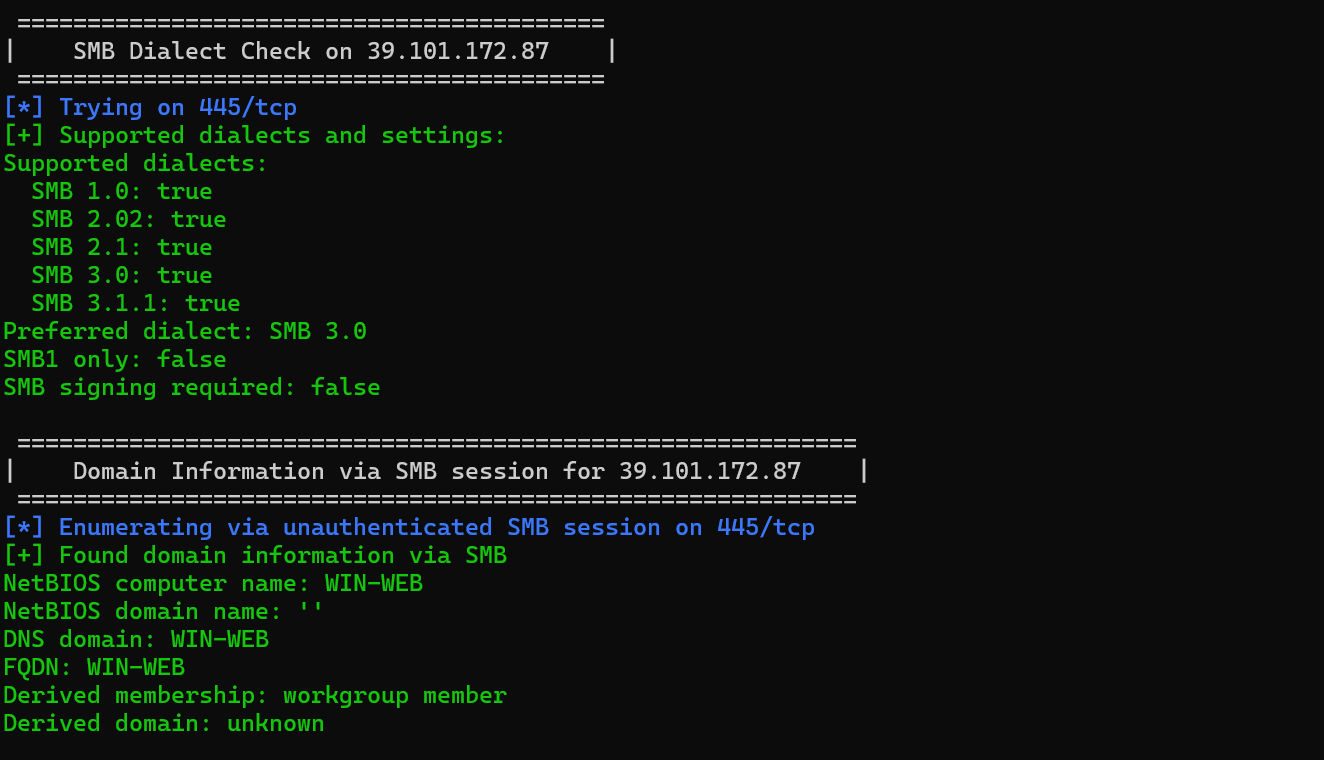 ==========================================
|    SMB Dialect Check on 39.101.172.87    |
 ==========================================
[*] Trying on 445/tcp
[+] Supported dialects and settings:
Supported dialects:
  SMB 1.0: true
  SMB 2.02: true
  SMB 2.1: true
  SMB 3.0: true
  SMB 3.1.1: true
Preferred dialect: SMB 3.0
SMB1 only: false
SMB signing required: false

 ============================================================
|    Domain Information via SMB session for 39.101.172.87    |
 ============================================================
[*] Enumerating via unauthenticated SMB session on 445/tcp
[+] Found domain information via SMB
NetBIOS computer name: WIN-WEB
NetBIOS domain name: ''
DNS domain: WIN-WEB
FQDN: WIN-WEB
Derived membership: workgroup member
Derived domain: unknown